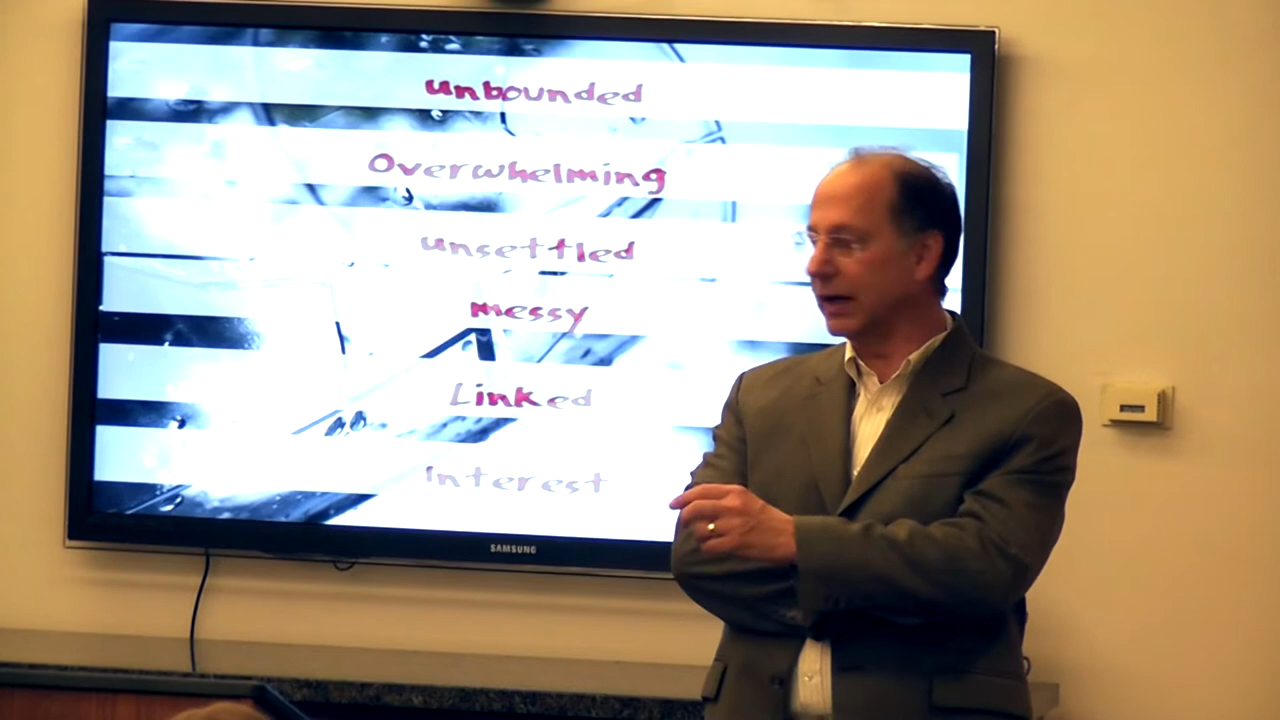 unbounded
Overwhelming
unsettled
messy
Linked
Interest
SAMSUNG